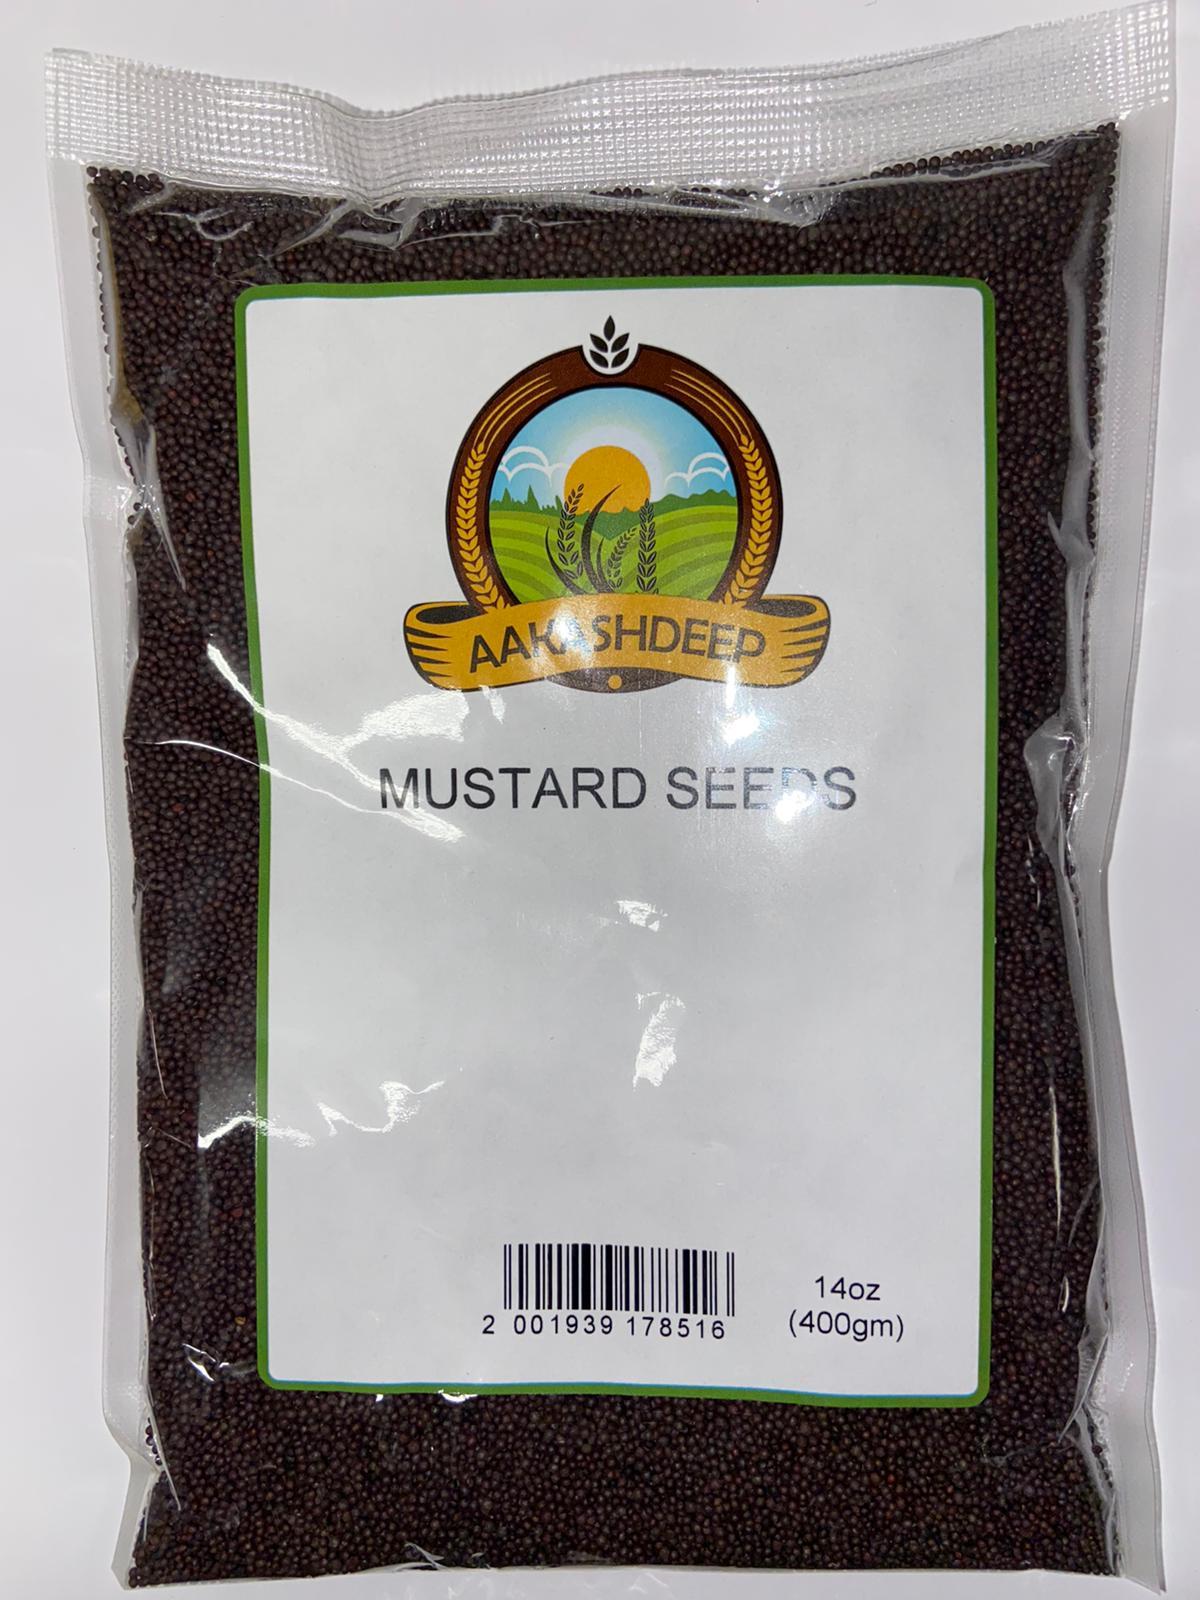 AAKASHDEEP
MUSTARD SEEDS
2 001939 178516
14oz
(400gm)